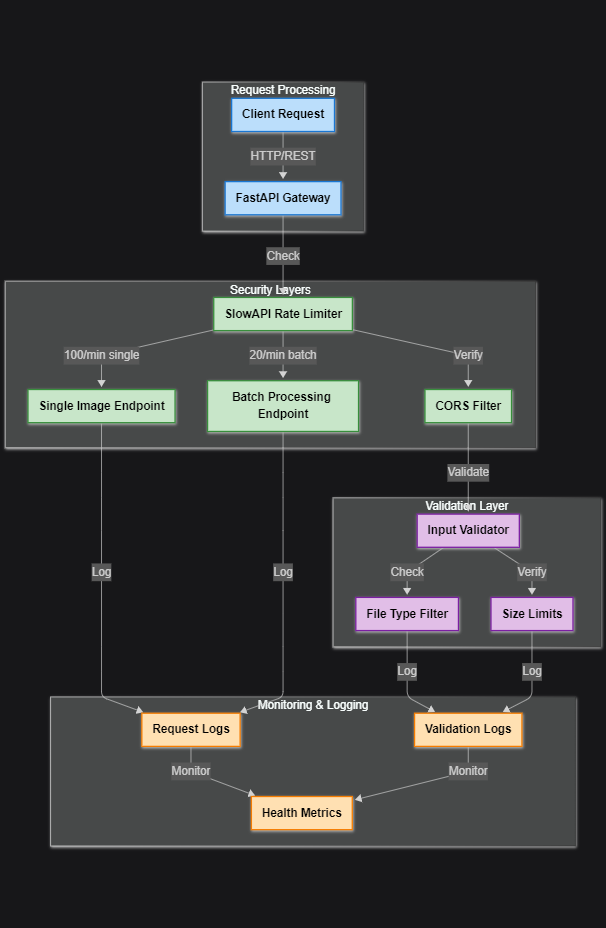 Request Processing
Client Request
HTTP/REST
FastAPI Gateway
Check
Security Layers
SlowAPI Rate Limiter
100/min single
20/min batch
Verify
Single Image Endpoint
Batch Processing
Endpoint
CORS Filter
Validate
Validation Layer
Input Validator
Log
Log
Check
Verify
File Type Filter
Size Limits
Log
Log
Monitoring & Logging
Request Logs
Validation Logs
Monitor
Monitor
Health Metrics